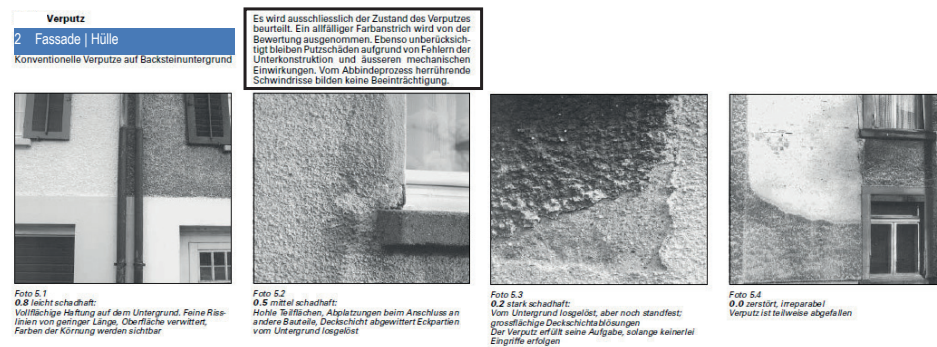 Verputz
2 Fassade | Hülle
Konventionelle Verputze auf Backsteinuntergrund
Es wird ausschliesslich der Zustand des Verputzes
beurteilt. Ein allfälliger Farbanstrich wird von der
Bewertung ausgenommen. Ebenso unberücksich-
tigt bleiben Putzschäden aufgrund von Fehlern der
Unterkonstruktion und äusseren mechanischen
Einwirkungen. Vom Abbindeprozess herrührende
Schwindrisse bilden keine Beeinträchtigung.
Foto 5.1
0.8 leicht schadhaft:
Vollflächige Haftung auf dem Untergrund. Feine Riss-
linien von geringer Länge, Oberfläche verwittert,
Farben der Körnung werden sichtbar
Foto 5.2
0.5 mittel schadhaft:
Hohle Teilflächen, Abplatzungen beim Anschluss an
andere Bauteile, Deckschicht abgewittert Eckpartien
vom Untergrund losgelöst
Foto 5.3
0.2 stark schadhaft:
Vom Untergrund losgelöst, aber noch standfest;
grossflächige Deckschichtablösungen
Der Verputz erfüllt seine Aufgabe, solange keinerlei
Eingriffe erfolgen
Foto 5.4
0.0 zerstört, irreparabel
Verputz ist teilweise abgefallen